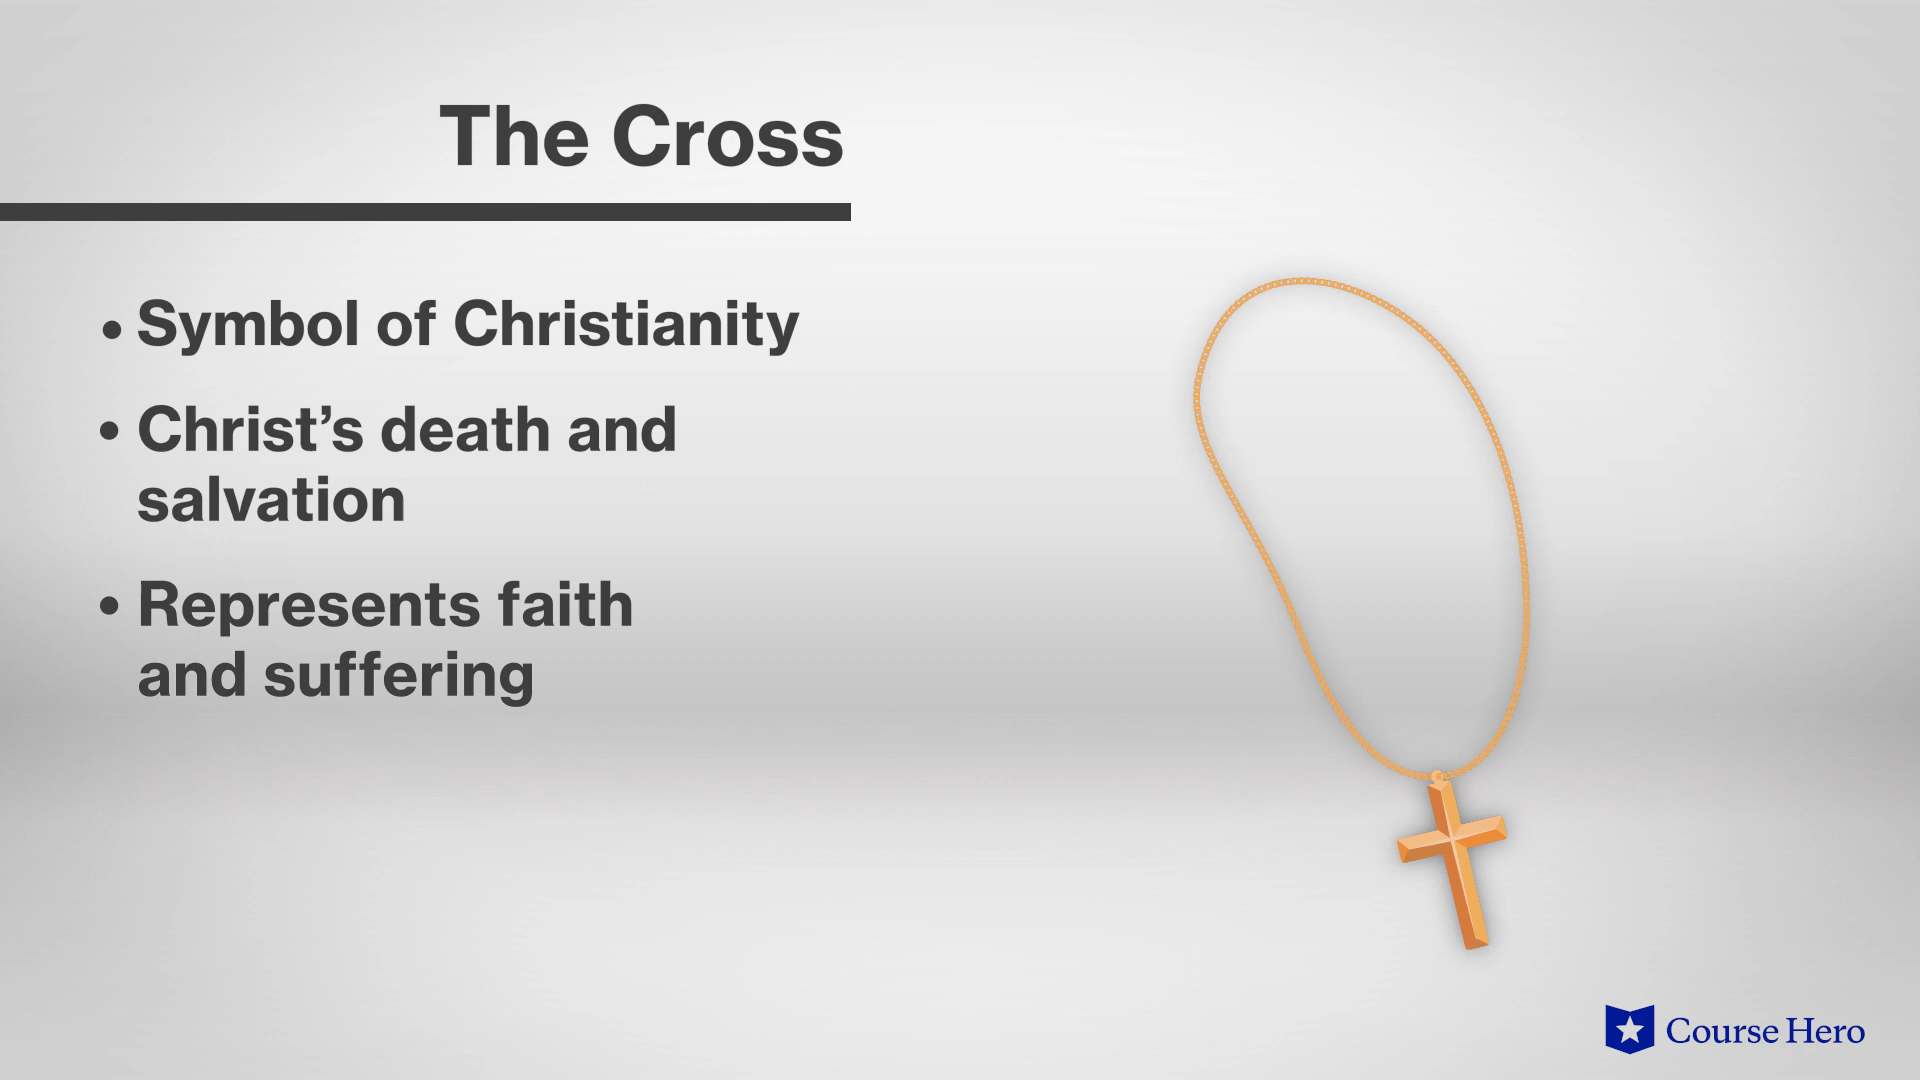 The Cross
• Symbol of Christianity
• Christ’s death and
salvation
• Represents faith
and suffering
Course Hero